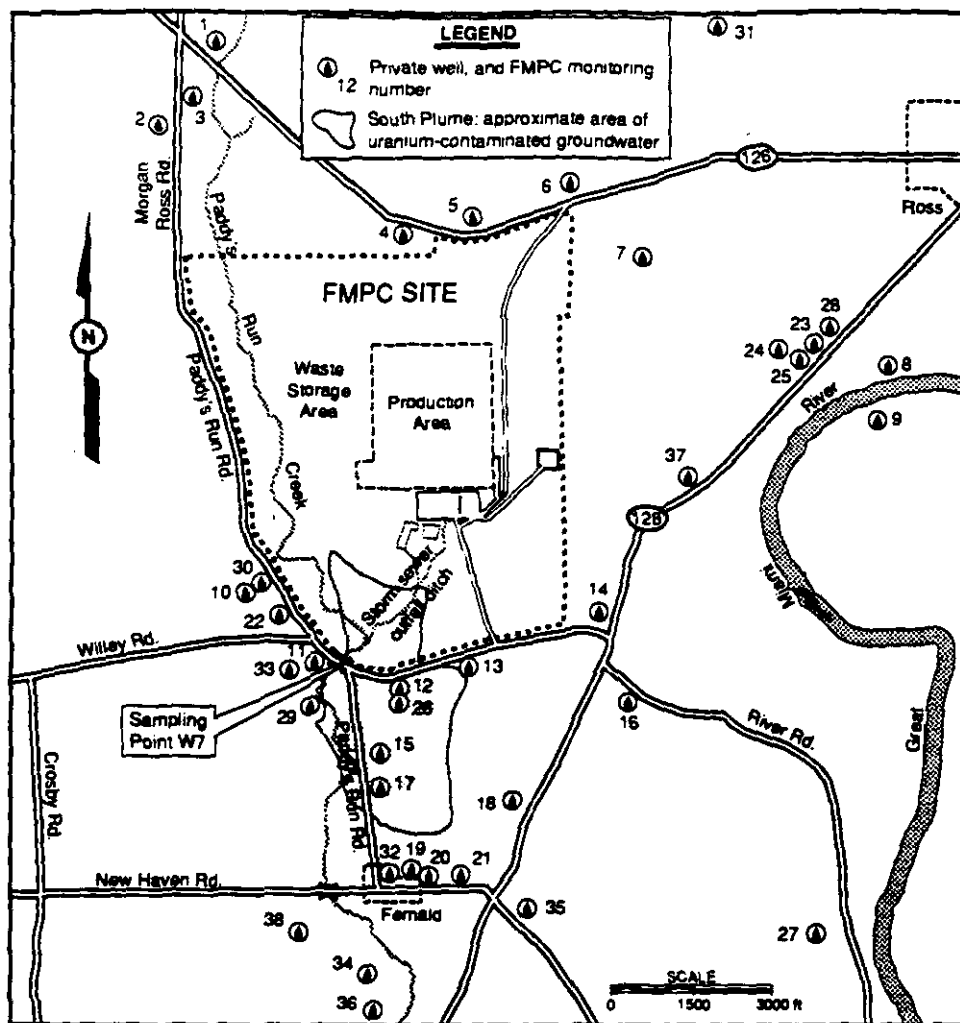 LEGEND
Private well, and FMPC monitoring
12 number
South Plume: approximate area of
uranium-contaminated groundwater
1
31
2
3
126
Morgan
Ross Rd.
Paddy's
6
5
4
Ross
7
FMPC SITE
N
Run
28
23
24
25
8
Waste
Storage
Area
Production
Area
River
9
Paddy's Run Rd.
Creek
37
128
Storm sewer
outfall ditch
Miami
30
10
22
14
Willey Rd.
11
33
13
12
26
29
16
Sampling
Point W7
River Rd.
Great
Paddy's Run Rd.
15
17
Crosby Rd.
18
32
19
20
21
New Haven Rd.
Fernald
35
38
27
34
SCALE
36
0 1500 3000 ft